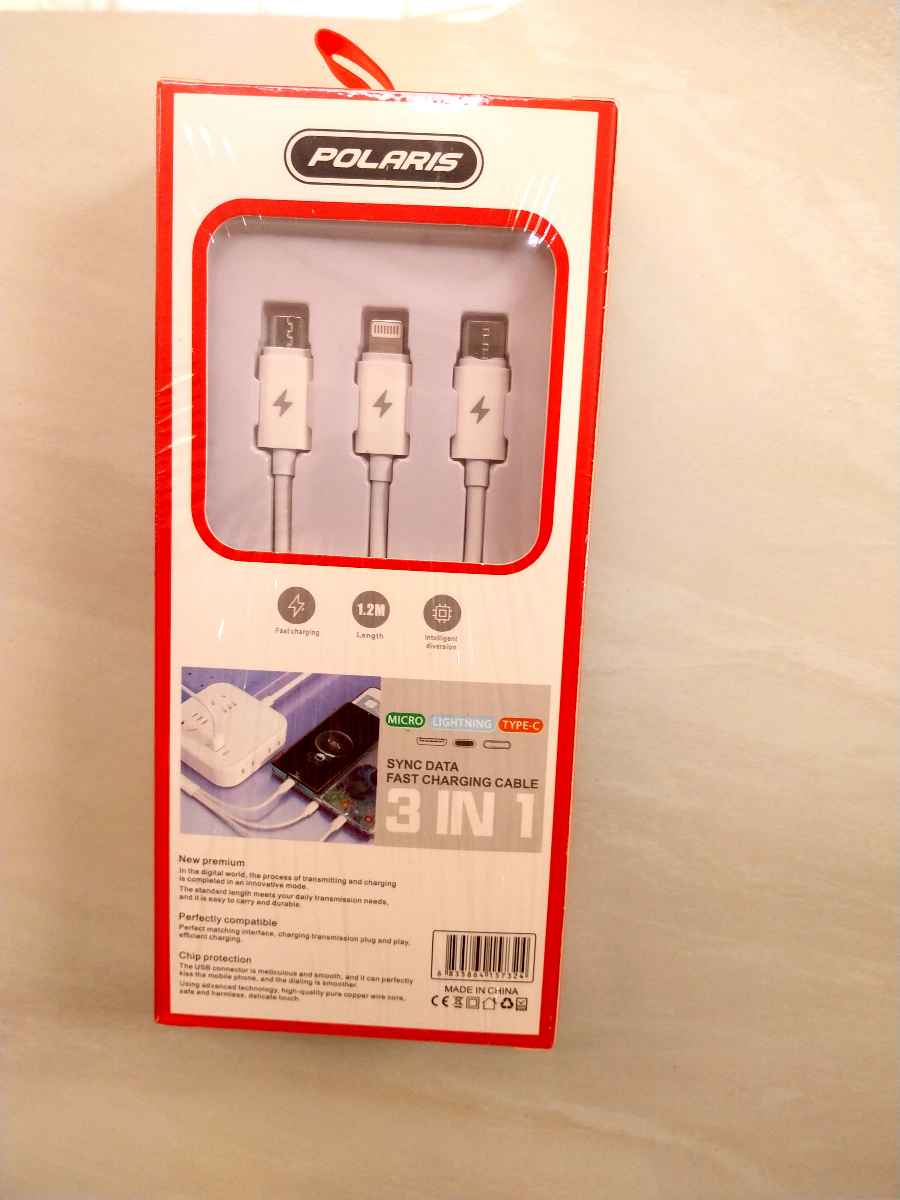 POLARIS
Fast charging
1.2M
Length
Intelligent
diversion
MICRO LIGHTNING TYPE-C
SYNC DATA
FAST CHARGING CABLE
3 IN 1
New premium
In the digital world, the process of transmitting and charging
is completed in an innovative mode.
The standard length meets your daily transmission needs,
and it is easy to carry and durable.
Perfectly compatible
Perfect matching interface, charging transmission plug and play,
efficient charging.
Chip protection
The USB connector is meticulous and smooth, and it can perfectly
kiss the mobile phone, and the dialing is smoother.
Using advanced technology, high-quality pure copper wire core,
safe and harmless, delicate touch.
6 933864 137324
MADE IN CHINA
CE